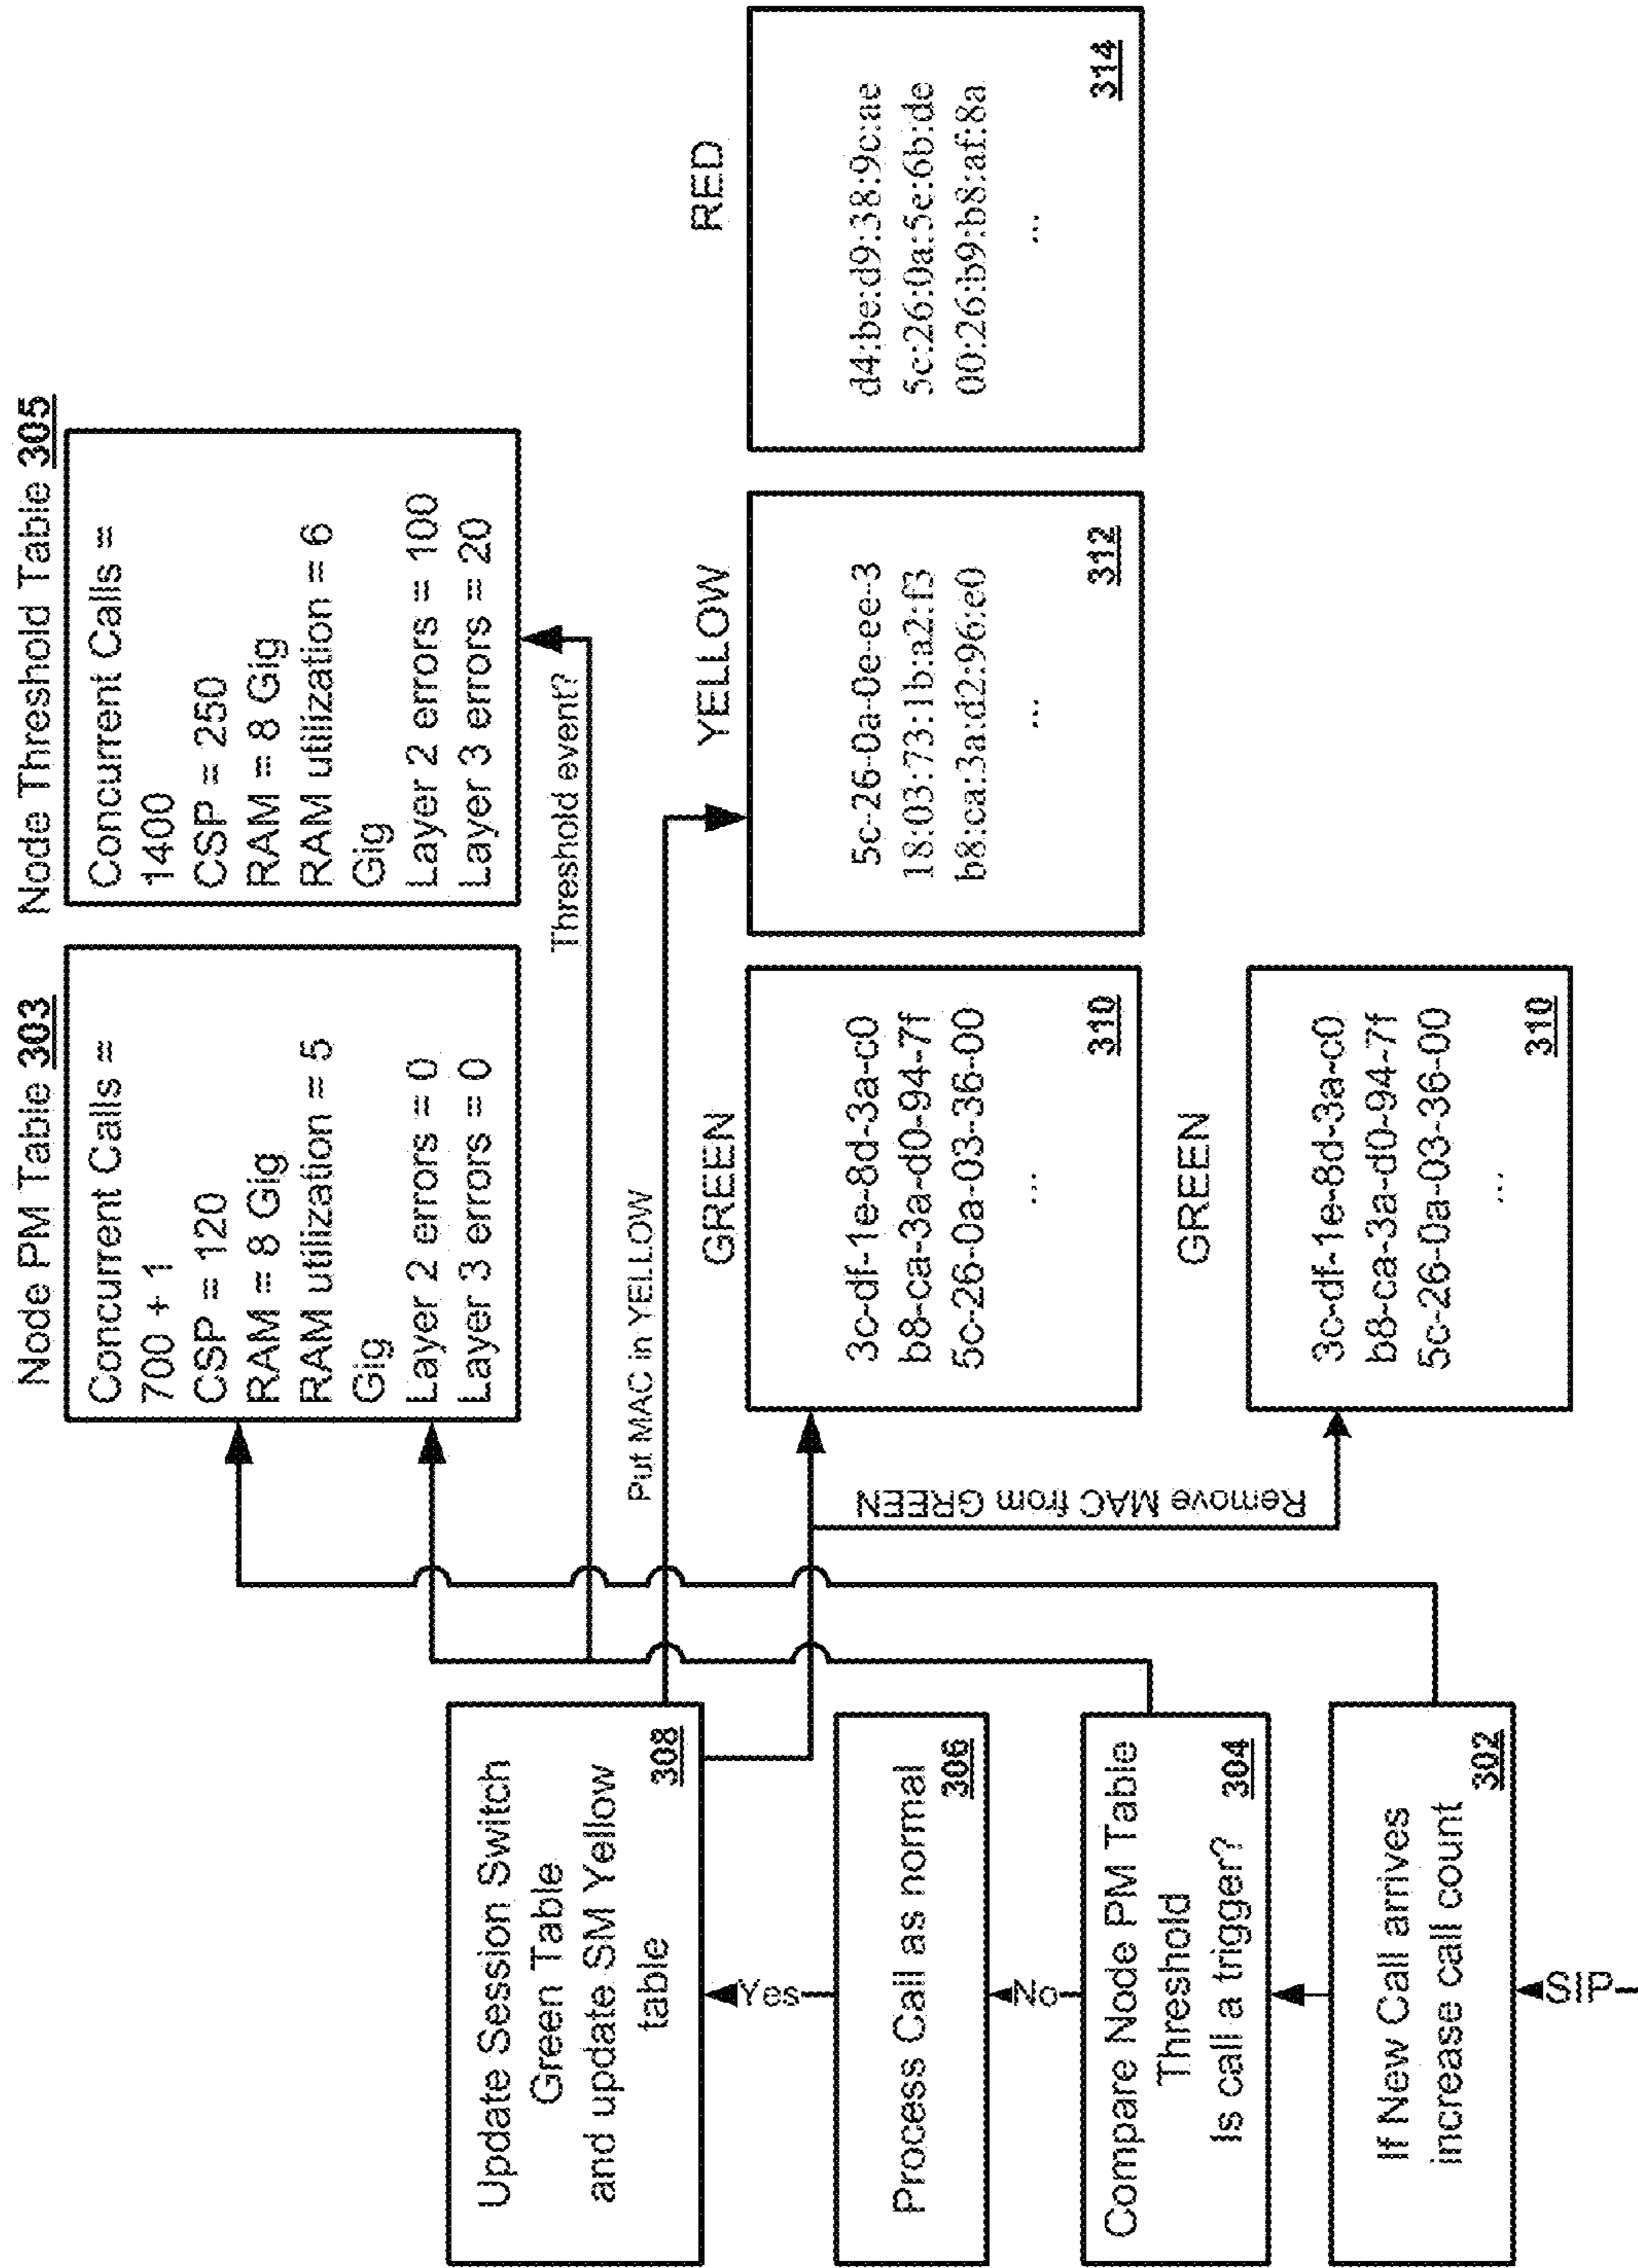 Node PM Table 303
Concurrent Calls =
700 + 1
CSP = 120
RAM = 8 Gig
RAM utilization = 5
Gig
Layer 2 errors = 0
Layer 3 errors = 0
Node Threshold Table 305
Concurrent Calls =
1400
CSP = 250
RAM = 8 Gig
RAM utilization = 6
Gig
Layer 2 errors = 100
Layer 3 errors = 20
Threshold event?
Update Session Switch
Green Table
and update SM Yellow
table
308
Put MAC in YELLOW
Yes
Process Call as normal
306
No
Compare Node PM Table
Threshold
Is call a trigger?
304
If New Call arrives
increase call count
302
SIP
GREEN
3c-df-1e-8d-3a-c0
b8-ca-3a-d0-94-7f
5c-26-0a-03-36-00
...
310
YELLOW
5c-26-0a-0e-ee-3
18:03:73:1b:a2:f3
b8:ca:3a:d2:96:e0
...
312
RED
d4:be:d9:38:9c:ae
5c:26:0a:5e:6b:de
00:26:b9:b8:af:8a
...
314
Remove MAC from GREEN
GREEN
3c-df-1e-8d-3a-c0
b8-ca-3a-d0-94-7f
5c-26-0a-03-36-00
...
310